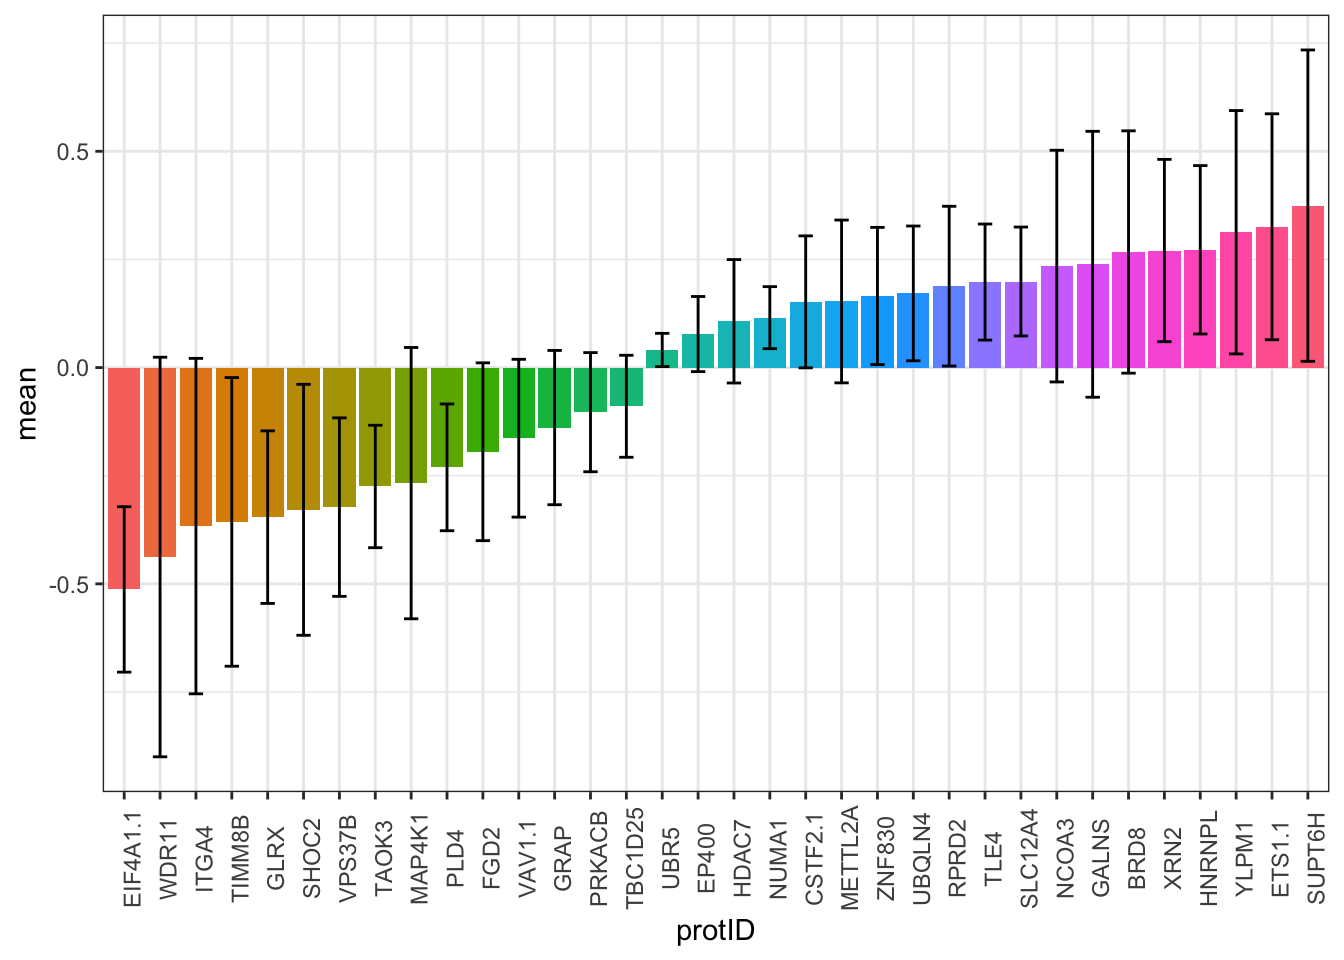 mean
0.5
0.0
-0.5
EIF4A1.1
WDR11
ITGA4
TIMM8B
GLRX
SHOC2
VPS37B
TAOK3
MAP4K1
PLD4
FGD2
VAV1.1
GRAP
PRKACB
TBC1D25
UBR5
EP400
HDAC7
NUMA1
CSTF2.1
METTL2A
ZNF830
UBQLN4
RPRD2
TLE4
SLC12A4
NCOA3
GALNS
BRD8
XRN2
HNRNPL
YLPM1
ETS1.1
SUPT6H
protID